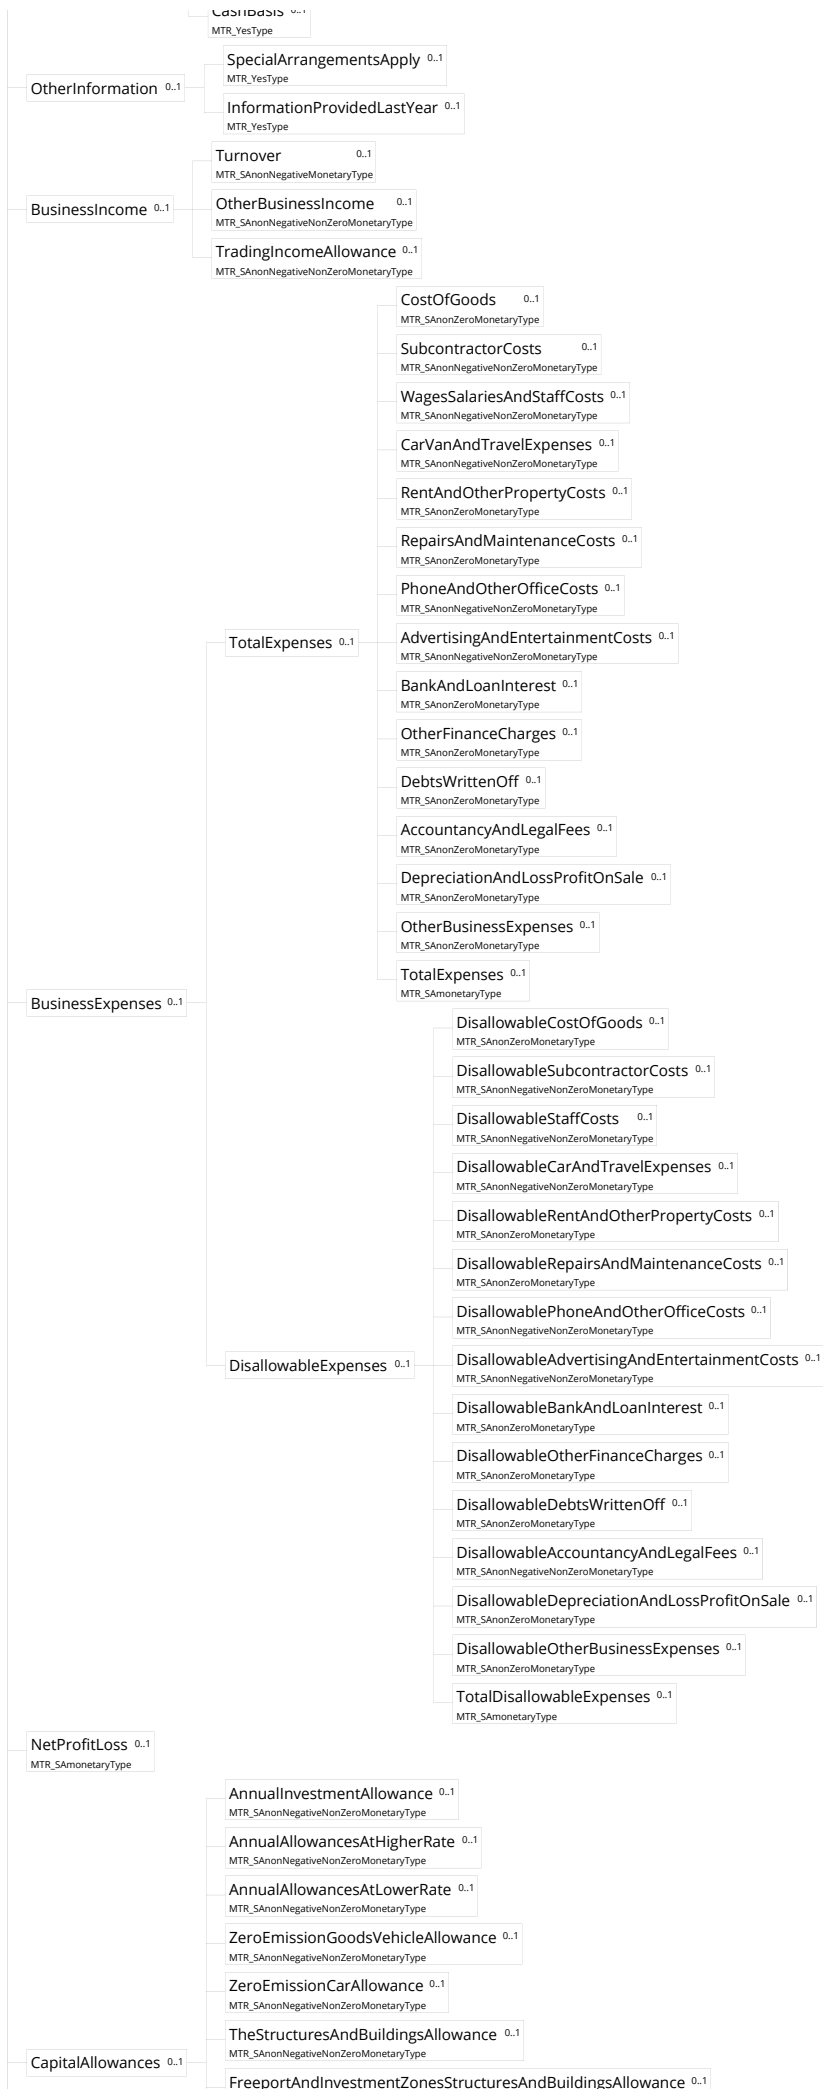 CashBasis 0..1
MTR_YesType
SpecialArrangementsApply 0..1
MTR_YesType
OtherInformation 0..1
InformationProvidedLastYear 0..1
MTR_YesType
Turnover 0..1
MTR_SAnonNegativeMonetaryType
BusinessIncome 0..1
OtherBusinessIncome 0..1
MTR_SAnonNegativeNonZeroMonetaryType
TradingIncomeAllowance 0..1
MTR_SAnonNegativeNonZeroMonetaryType
CostOfGoods 0..1
MTR_SAnonZeroMonetaryType
SubcontractorCosts 0..1
MTR_SAnonNegativeNonZeroMonetaryType
WagesSalariesAndStaffCosts 0..1
MTR_SAnonNegativeNonZeroMonetaryType
CarVanAndTravelExpenses 0..1
MTR_SAnonNegativeNonZeroMonetaryType
RentAndOtherPropertyCosts 0..1
MTR_SAnonZeroMonetaryType
RepairsAndMaintenanceCosts 0..1
MTR_SAnonZeroMonetaryType
PhoneAndOtherOfficeCosts 0..1
MTR_SAnonNegativeNonZeroMonetaryType
TotalExpenses 0..1
AdvertisingAndEntertainmentCosts 0..1
MTR_SAnonNegativeNonZeroMonetaryType
BankAndLoanInterest 0..1
MTR_SAnonZeroMonetaryType
OtherFinanceCharges 0..1
MTR_SAnonZeroMonetaryType
DebtsWrittenOff 0..1
MTR_SAnonZeroMonetaryType
AccountancyAndLegalFees 0..1
MTR_SAnonNegativeNonZeroMonetaryType
DepreciationAndLossProfitOnSale 0..1
MTR_SAnonZeroMonetaryType
OtherBusinessExpenses 0..1
MTR_SAnonZeroMonetaryType
TotalExpenses 0..1
MTR_SAmonetaryType
BusinessExpenses 0..1
DisallowableCostOfGoods 0..1
MTR_SAnonZeroMonetaryType
DisallowableSubcontractorCosts 0..1
MTR_SAnonNegativeNonZeroMonetaryType
DisallowableStaffCosts 0..1
MTR_SAnonNegativeNonZeroMonetaryType
DisallowableCarAndTravelExpenses 0..1
MTR_SAnonNegativeNonZeroMonetaryType
DisallowableRentAndOtherPropertyCosts 0..1
MTR_SAnonZeroMonetaryType
DisallowableRepairsAndMaintenanceCosts 0..1
MTR_SAnonZeroMonetaryType
DisallowablePhoneAndOtherOfficeCosts 0..1
MTR_SAnonNegativeNonZeroMonetaryType
DisallowableExpenses 0..1
DisallowableAdvertisingAndEntertainmentCosts 0..1
MTR_SAnonNegativeNonZeroMonetaryType
DisallowableBankAndLoanInterest 0..1
MTR_SAnonZeroMonetaryType
DisallowableOtherFinanceCharges 0..1
MTR_SAnonZeroMonetaryType
DisallowableDebtsWrittenOff 0..1
MTR_SAnonZeroMonetaryType
DisallowableAccountancyAndLegalFees 0..1
MTR_SAnonNegativeNonZeroMonetaryType
DisallowableDepreciationAndLossProfitOnSale 0..1
MTR_SAnonZeroMonetaryType
DisallowableOtherBusinessExpenses 0..1
MTR_SAnonZeroMonetaryType
TotalDisallowableExpenses 0..1
MTR_SAmonetaryType
NetProfitLoss 0..1
MTR_SAmonetaryType
AnnualInvestmentAllowance 0..1
MTR_SAnonNegativeNonZeroMonetaryType
AnnualAllowancesAtHigherRate 0..1
MTR_SAnonNegativeNonZeroMonetaryType
AnnualAllowancesAtLowerRate 0..1
MTR_SAnonNegativeNonZeroMonetaryType
ZeroEmissionGoodsVehicleAllowance 0..1
MTR_SAnonNegativeNonZeroMonetaryType
ZeroEmissionCarAllowance 0..1
MTR_SAnonNegativeNonZeroMonetaryType
TheStructuresAndBuildingsAllowance 0..1
MTR_SAnonNegativeNonZeroMonetaryType
CapitalAllowances 0..1
FreeportAndInvestmentZonesStructuresAndBuildingsAllowance 0..1